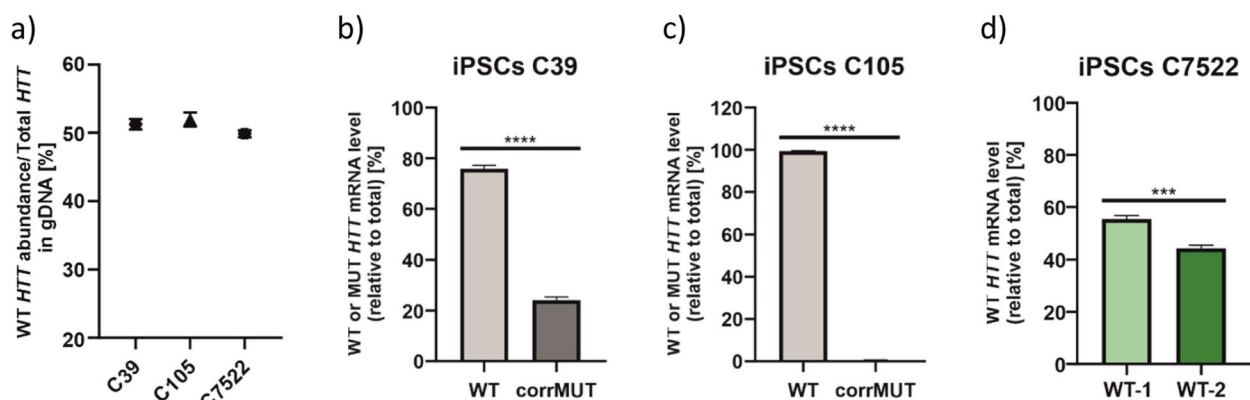 a)
WT HTT abundance/Total HTT
in gDNA [%]
60
50
40
30
20
C39
C105
C7522
b)
iPSCs C39
WT or MUT HTT mRNA level
(relative to total) [%]
100
80
60
40
20
0
****
WT
corrMUT
c)
iPSCs C105
WT or MUT HTT mRNA level
(relative to total) [%]
120
100
80
60
40
20
0
****
WT
corrMUT
d)
iPSCs C7522
WT HTT mRNA level
(relative to total) [%]
100
80
60
40
20
0
***
WT-1
WT-2